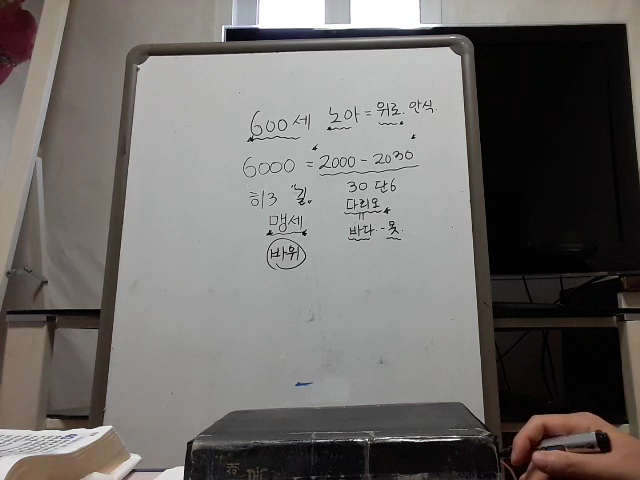 600세 노아 = 위로. 안식.
6000 = 2000 - 2030
히3 "길。 30 단6
맹세 다리오
바위 바다 - 뭇